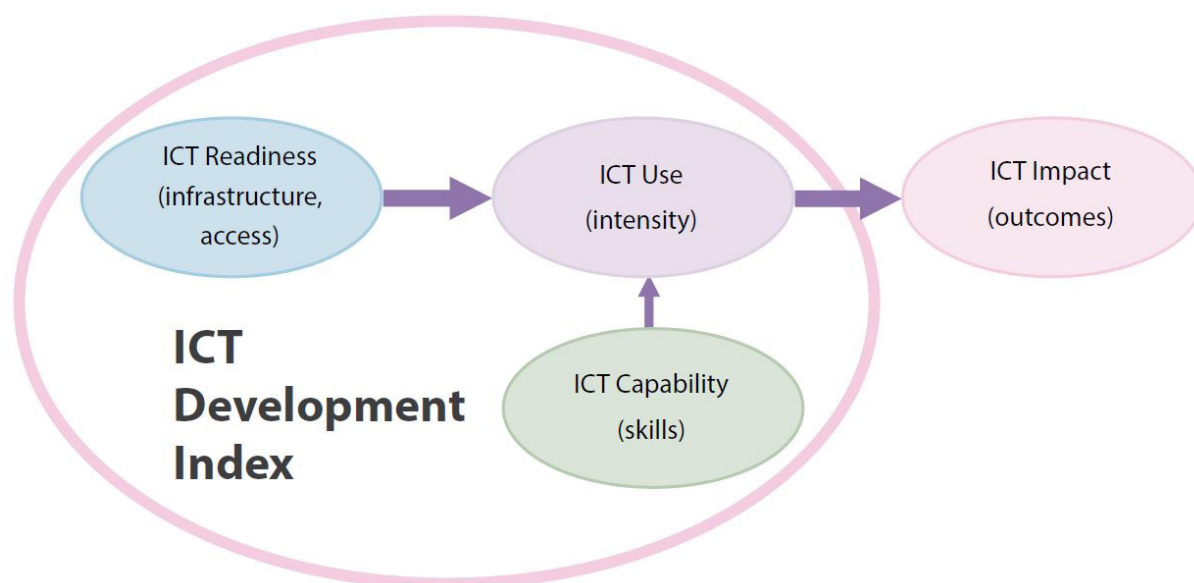 ICT Readiness
(infrastructure,
access)
ICT Use
(intensity)
ICT Impact
(outcomes)
ICT Capability
(skills)
ICT
Development
Index